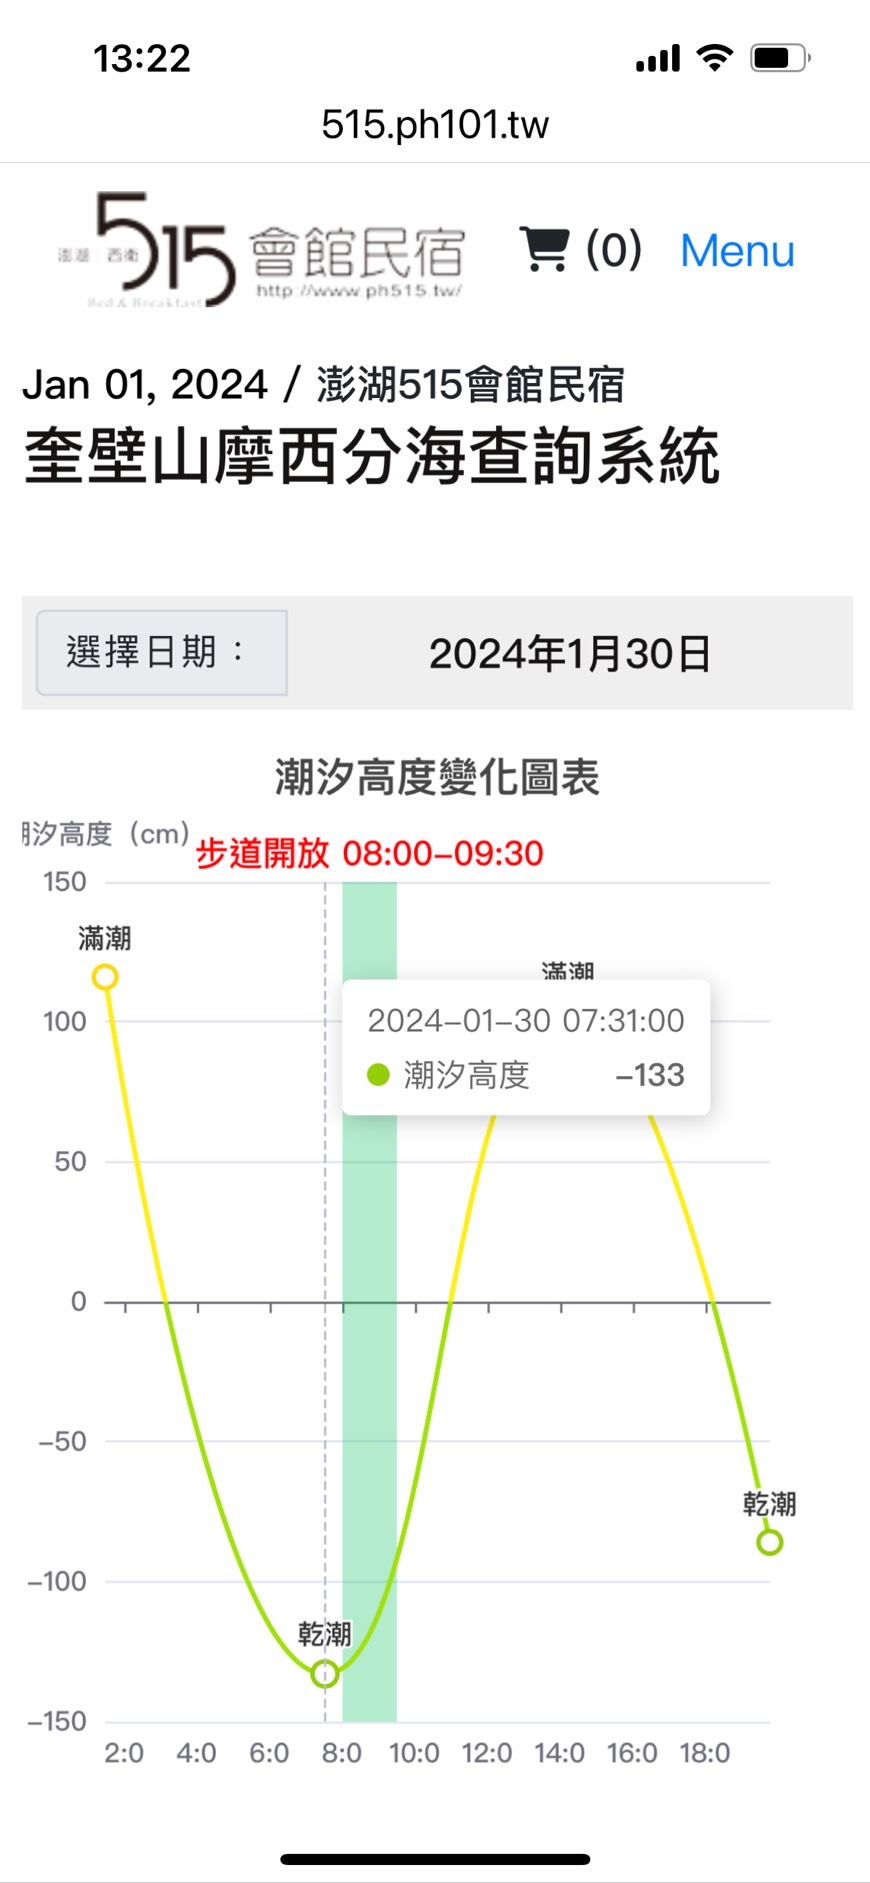 13:22
515.ph101.tw
澎湖 西衛 515 會館民宿
http://www.ph515.tw/
Bed & Breakfast
(0) Menu
Jan 01, 2024 / 澎湖515會館民宿
奎壁山摩西分海查詢系統
選擇日期：
2024年1月30日
潮汐高度變化圖表
汐高度（cm）
步道開放 08:00-09:30
150
滿潮
滿潮
100
2024-01-30 07:31:00
潮汐高度 -133
50
0
-50
乾潮
-100
乾潮
-150
2:0 4:0 6:0 8:0 10:0 12:0 14:0 16:0 18:0